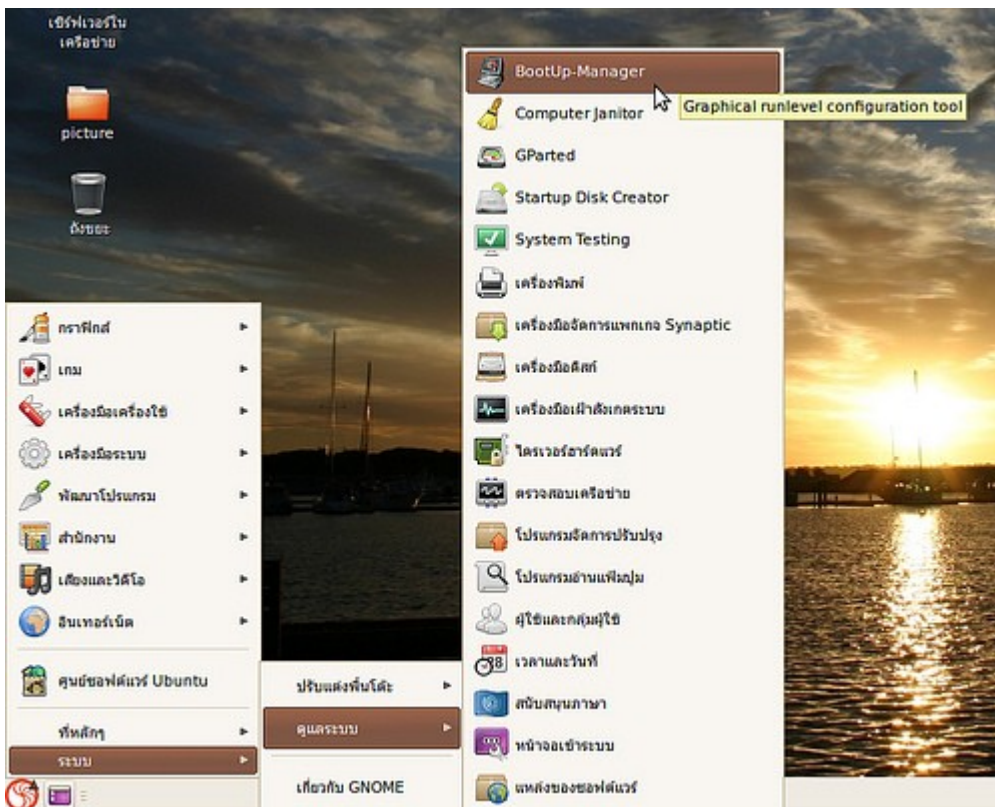 เซิร์ฟเวอร์ใน
เครือข่าย
picture
ถังขยะ
กราฟิกส์
เกม
เครื่องมือเครื่องใช้
เครื่องมือระบบ
พัฒนาโปรแกรม
สำนักงาน
เสียงและวิดีโอ
อินเทอร์เน็ต
ศูนย์ซอฟต์แวร์ Ubuntu
ที่หลักๆ
ระบบ
ปรับแต่งพื้นโต๊ะ
ดูแลระบบ
เกี่ยวกับ GNOME
BootUp-Manager
Graphical runlevel configuration tool
Computer Janitor
GParted
Startup Disk Creator
System Testing
เครื่องพิมพ์
เครื่องมือจัดการแพกเกจ Synaptic
เครื่องมือดิสก์
เครื่องมือเฝ้าสังเกตระบบ
ไดรเวอร์ฮาร์ดแวร์
ตรวจสอบเครือข่าย
โปรแกรมจัดการปรับปรุง
โปรแกรมอ่านแฟ้มปูม
ผู้ใช้และกลุ่มผู้ใช้
เวลาและวันที่
สนับสนุนภาษา
หน้าจอเข้าระบบ
แหล่งของซอฟต์แวร์